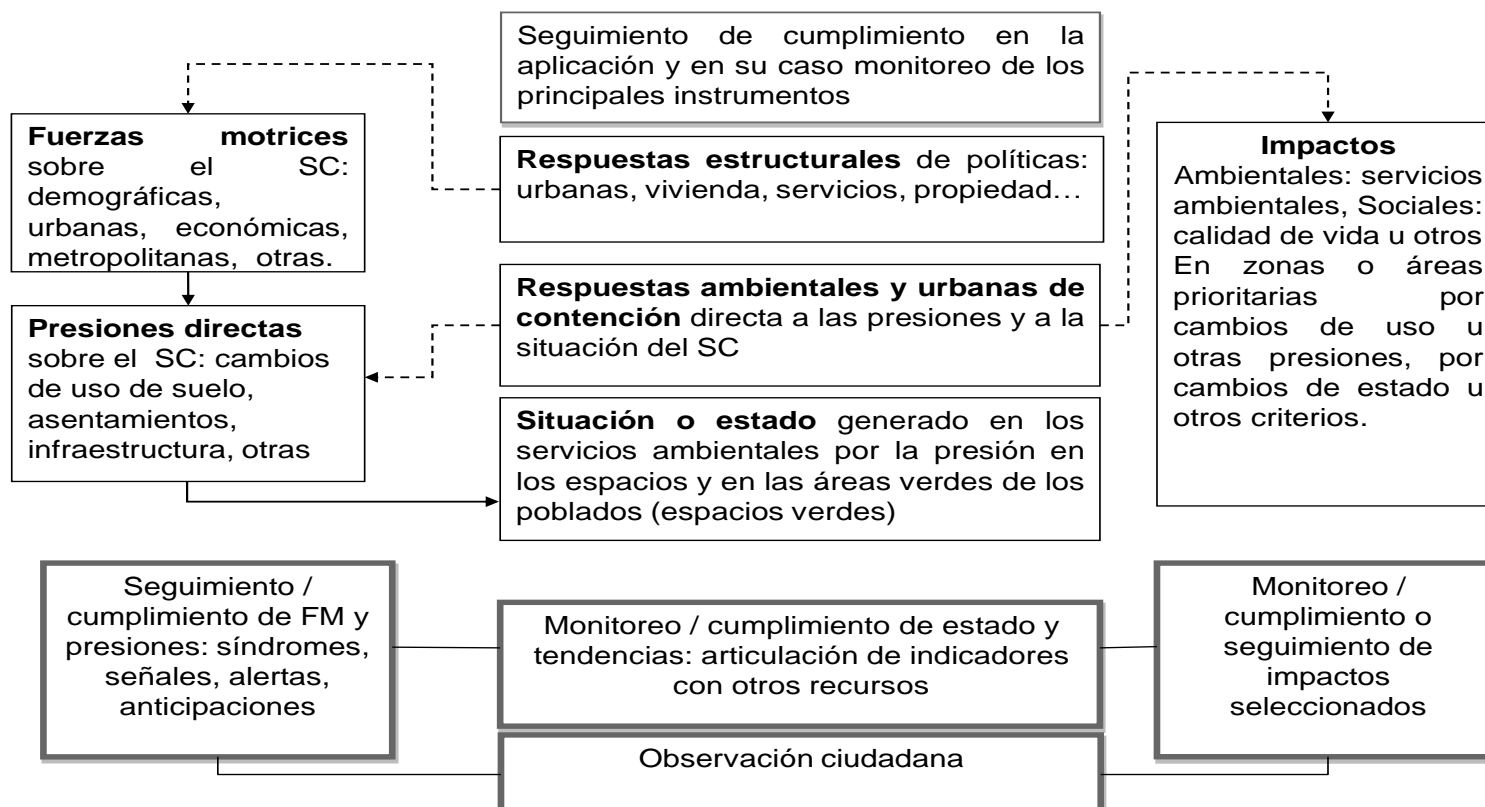 Seguimiento de cumplimiento en la
aplicación y en su caso monitoreo de los
principales instrumentos
Fuerzas motrices
sobre el SC:
demográficas,
urbanas, económicas,
metropolitanas, otras.
Respuestas estructurales de políticas:
urbanas, vivienda, servicios, propiedad…
Impactos
Ambientales: servicios
ambientales, Sociales:
calidad de vida u otros
En zonas o áreas
prioritarias por
cambios de uso u
otras presiones, por
cambios de estado u
otros criterios.
Respuestas ambientales y urbanas de
contención directa a las presiones y a la
situación del SC
Presiones directas
sobre el SC: cambios
de uso de suelo,
asentamientos,
infraestructura, otras
Situación o estado generado en los
servicios ambientales por la presión en
los espacios y en las áreas verdes de los
poblados (espacios verdes)
Seguimiento /
cumplimiento de FM y
presiones: síndromes,
señales, alertas,
anticipaciones
Monitoreo / cumplimiento de estado y
tendencias: articulación de indicadores
con otros recursos
Monitoreo /
cumplimiento o
seguimiento de
impactos
seleccionados
Observación ciudadana